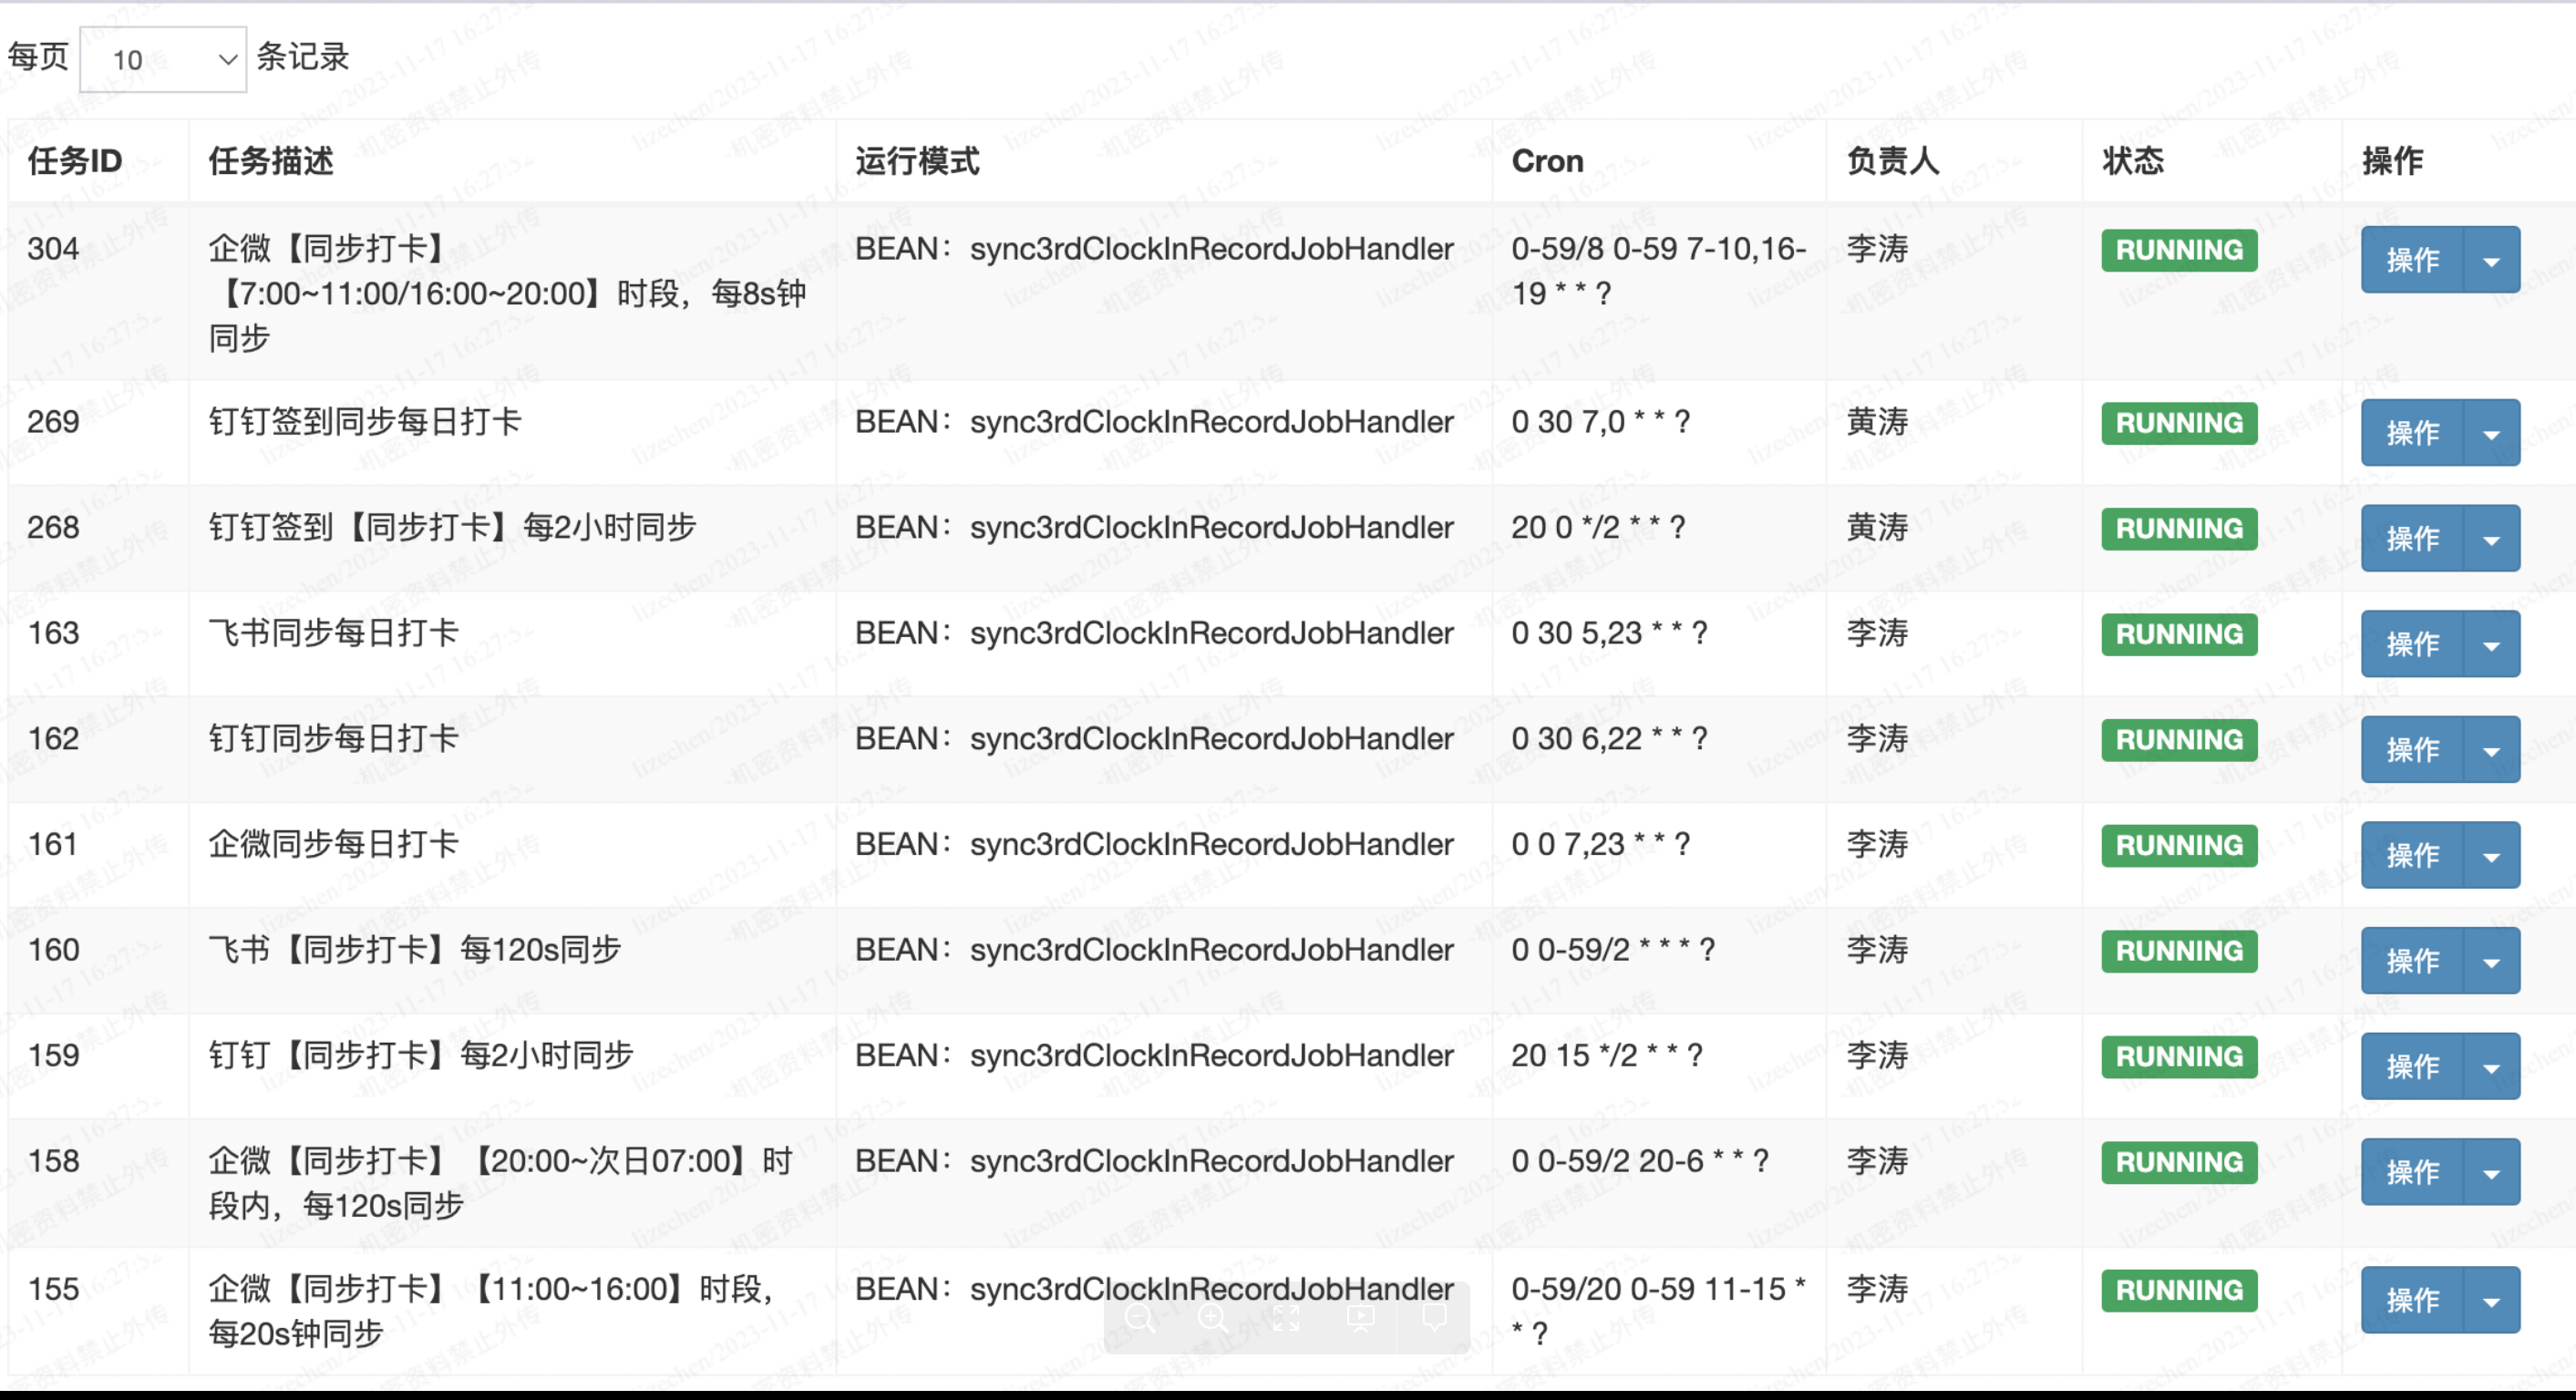 每页 10 条记录
任务ID 任务描述 运行模式 Cron 负责人 状态 操作
304 企微【同步打卡】 BEAN：sync3rdClockInRecordJobHandler 0-59/8 0-59 7-10,16- 李涛 RUNNING 操作
【7:00~11:00/16:00~20:00】时段，每8s钟 19 * * ?
同步
269 钉钉签到同步每日打卡 BEAN：sync3rdClockInRecordJobHandler 0 30 7,0 * * ? 黄涛 RUNNING 操作
268 钉钉签到【同步打卡】每2小时同步 BEAN：sync3rdClockInRecordJobHandler 20 0 */2 * * ? 黄涛 RUNNING 操作
163 飞书同步每日打卡 BEAN：sync3rdClockInRecordJobHandler 0 30 5,23 * * ? 李涛 RUNNING 操作
162 钉钉同步每日打卡 BEAN：sync3rdClockInRecordJobHandler 0 30 6,22 * * ? 李涛 RUNNING 操作
161 企微同步每日打卡 BEAN：sync3rdClockInRecordJobHandler 0 0 7,23 * * ? 李涛 RUNNING 操作
160 飞书【同步打卡】每120s同步 BEAN：sync3rdClockInRecordJobHandler 0 0-59/2 * * * ? 李涛 RUNNING 操作
159 钉钉【同步打卡】每2小时同步 BEAN：sync3rdClockInRecordJobHandler 20 15 */2 * * ? 李涛 RUNNING 操作
158 企微【同步打卡】【20:00~次日07:00】时 BEAN：sync3rdClockInRecordJobHandler 0 0-59/2 20-6 * * ? 李涛 RUNNING 操作
段内，每120s同步
155 企微【同步打卡】【11:00~16:00】时段， BEAN：sync3rdClockInRecordJobHandler 0-59/20 0-59 11-15 * 李涛 RUNNING 操作
每20s钟同步 * ?
lizechen/2023-11-17 16:27:52
机密资料禁止外传